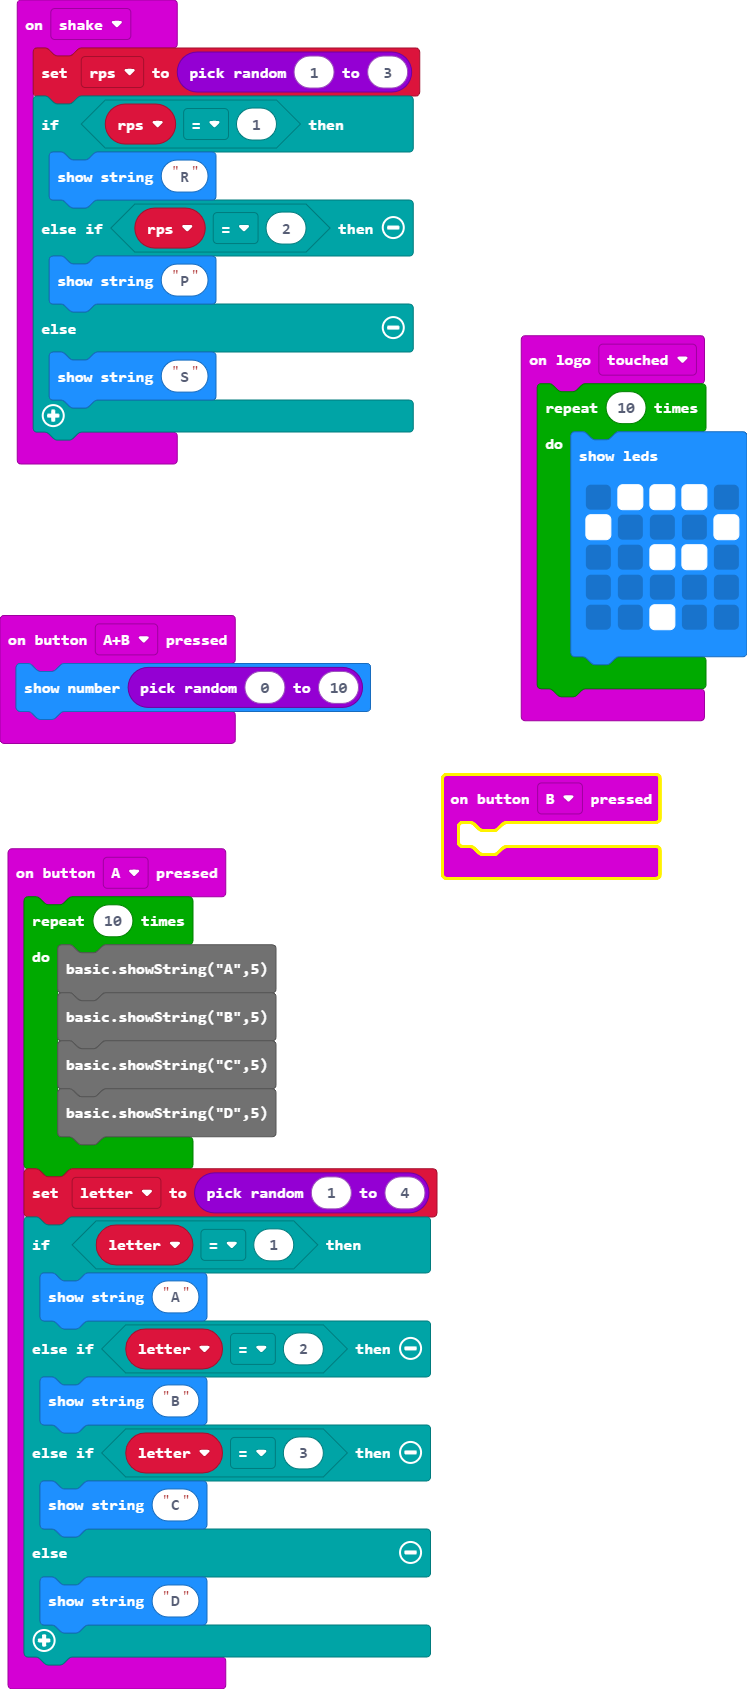 on shake
set rps to pick random 1 to 3
if rps = 1 then
show string "R"
else if rps = 2 then
show string "P"
else
show string "S"
on logo touched
repeat 10 times
do
show leds
on button A+B pressed
show number pick random 0 to 10
on button B pressed
on button A pressed
repeat 10 times
do
basic.showString("A",5)
basic.showString("B",5)
basic.showString("C",5)
basic.showString("D",5)
set letter to pick random 1 to 4
if letter = 1 then
show string "A"
else if letter = 2 then
show string "B"
else if letter = 3 then
show string "C"
else
show string "D"